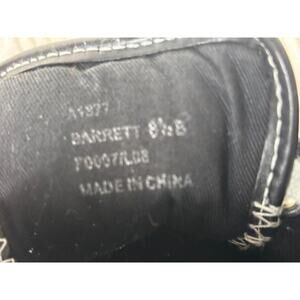 A1877
BARRETT 8½B
F0007/L08
MADE IN CHINA